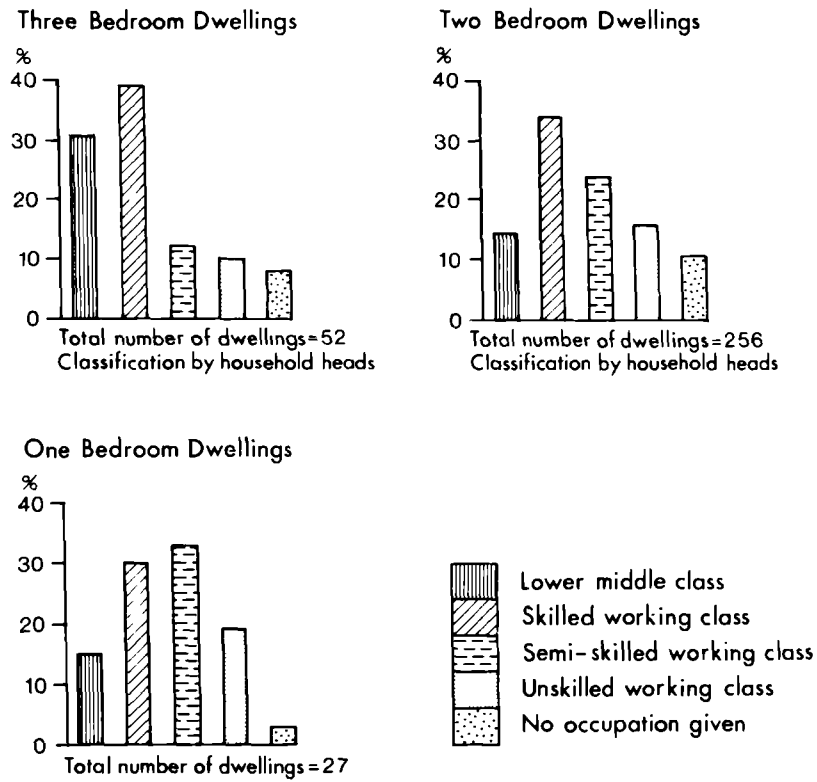 Three Bedroom Dwellings
%
40
30
20
10
0
Total number of dwellings=52
Classification by household heads
Two Bedroom Dwellings
%
40
30
20
10
0
Total number of dwellings=256
Classification by household heads
One Bedroom Dwellings
%
40
30
20
10
0
Total number of dwellings=27
Lower middle class
Skilled working class
Semi-skilled working class
Unskilled working class
No occupation given